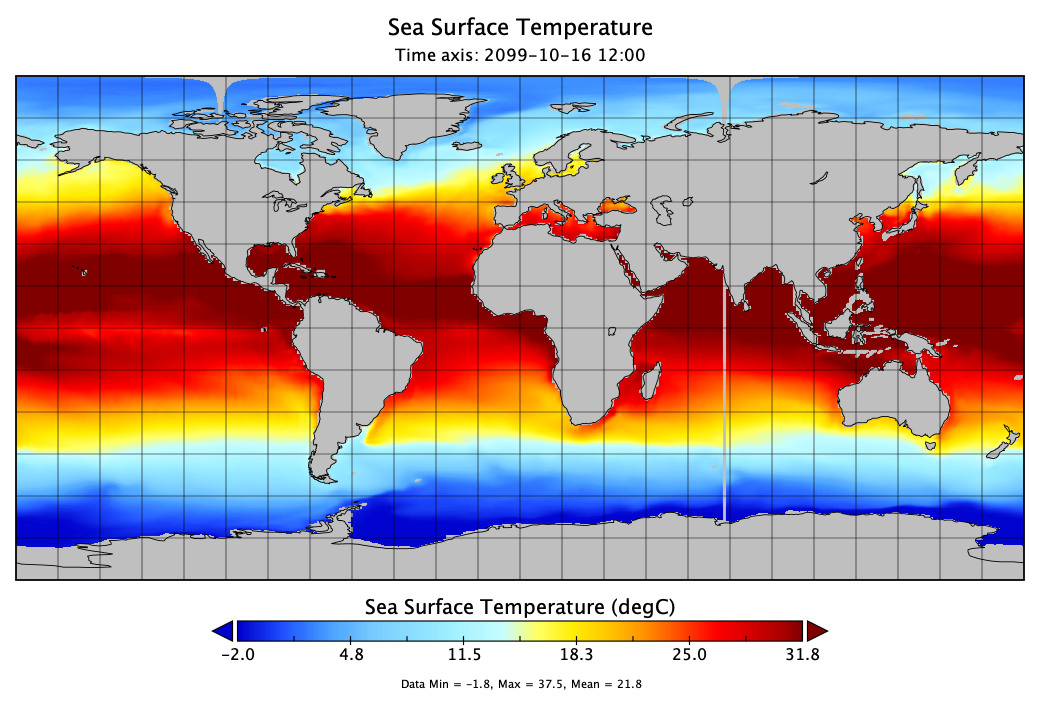 Sea Surface Temperature
Time axis: 2099-10-16 12:00
Sea Surface Temperature (degC)
-2.0 4.8 11.5 18.3 25.0 31.8
Data Min = -1.8, Max = 37.5, Mean = 21.8